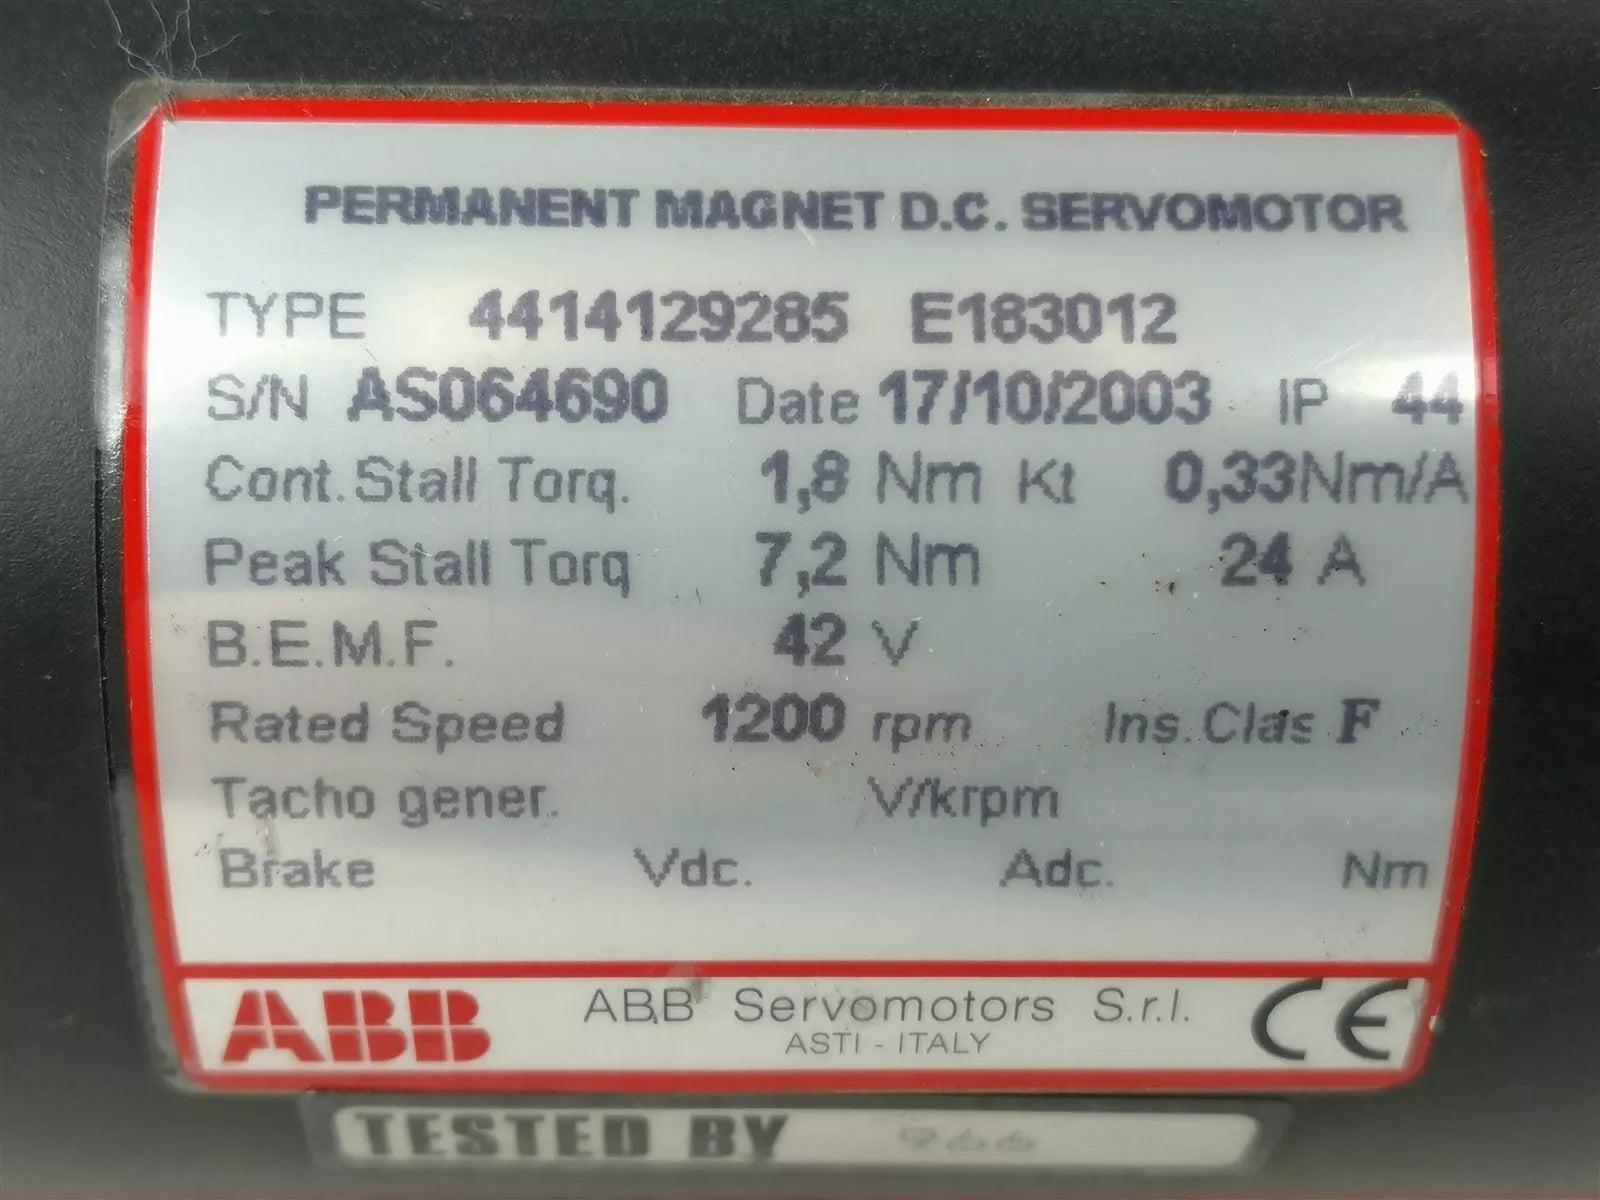 PERMANENT MAGNET D.C. SERVOMOTOR
TYPE 4414129285 E183012
S/N AS064690 Date 17/10/2003 IP 44
Cont.Stall Torq. 1,8 Nm Kt 0,33Nm/A
Peak Stall Torq 7,2 Nm 24 A
B.E.M.F. 42 V
Rated Speed 1200 rpm Ins.Clas F
Tacho gener. V/krpm
Brake Vdc. Adc. Nm
ABB ABB Servomotors S.r.l. CE
ASTI - ITALY
TESTED BY